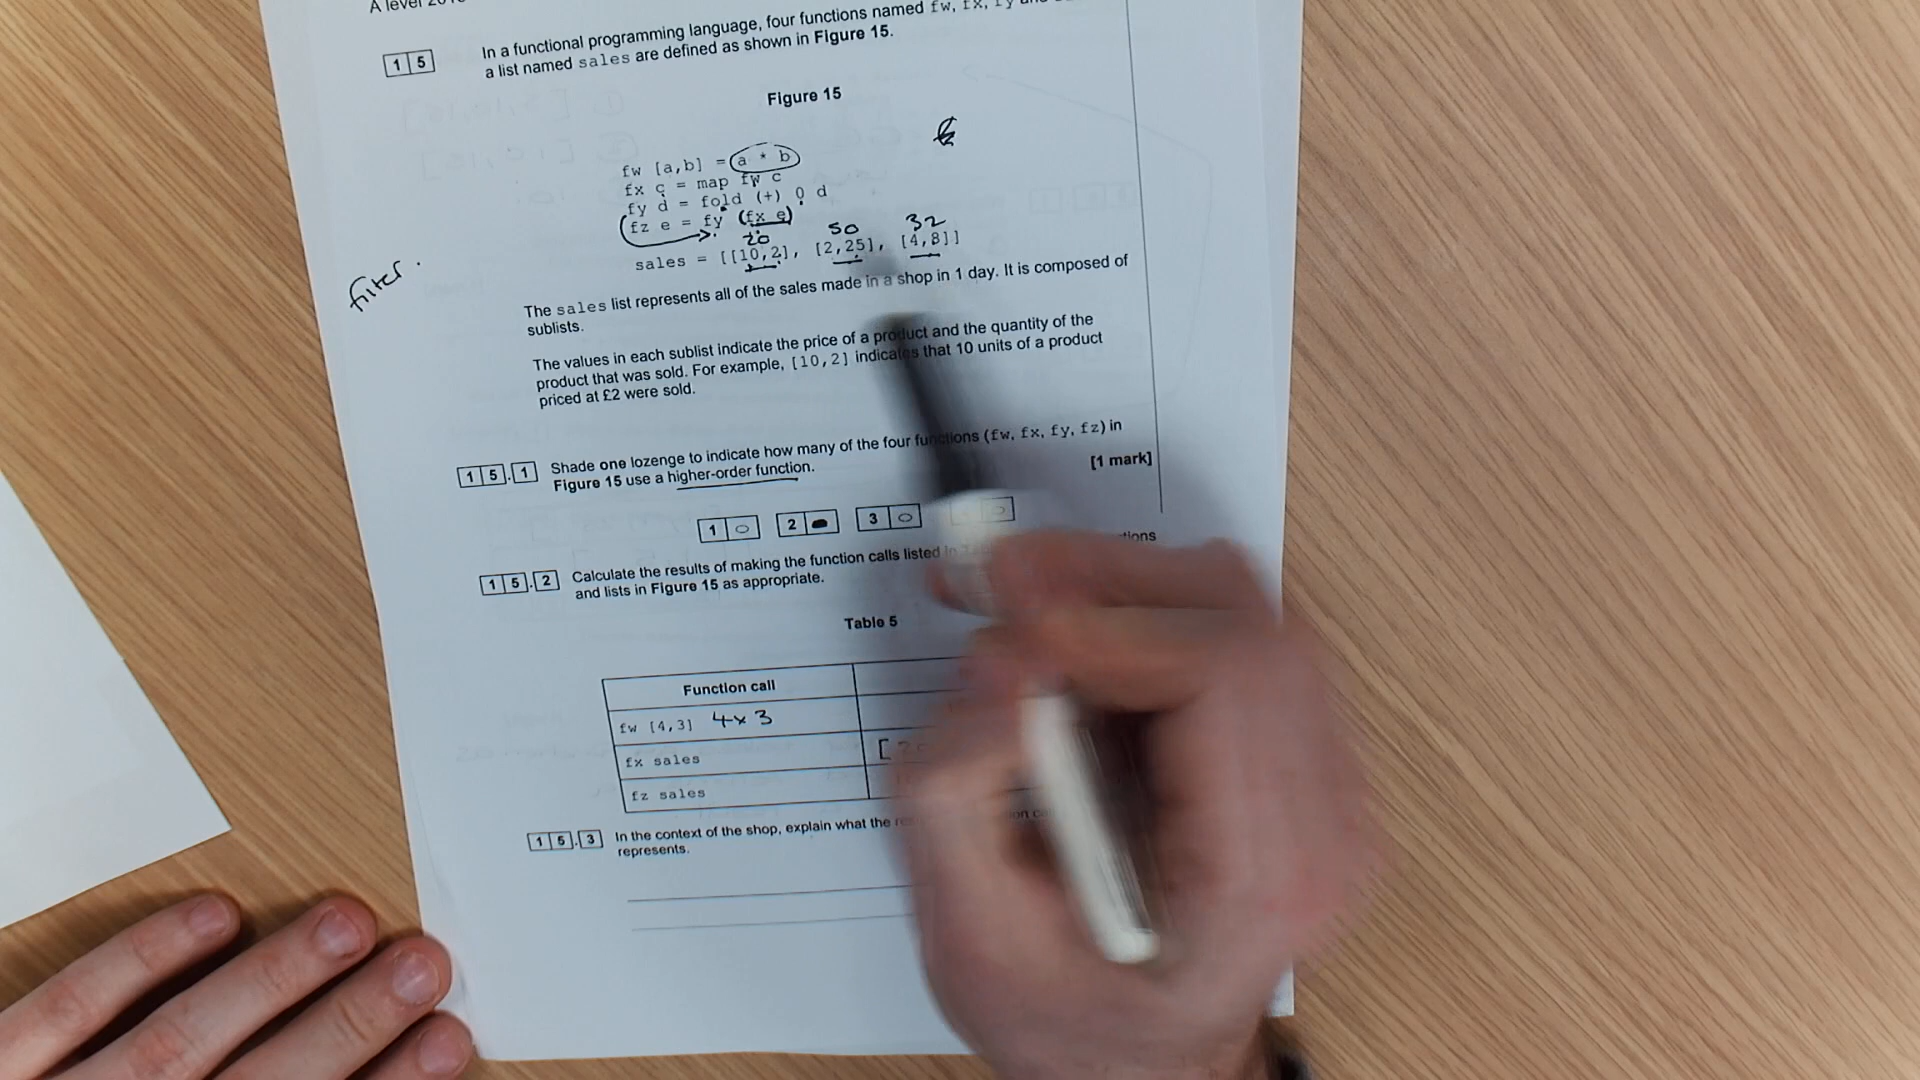 A level
1 5 In a functional programming language, four functions named fw, fx, fy and
a list named sales are defined as shown in Figure 15.
Figure 15
fw [a,b] = a * b
fx c = map fw c
fy d = fold (+) 0 d
fz e = fy (fx e)
20 50 32
sales = [[10,2], [2,25], [4,8]]
filter.
The sales list represents all of the sales made in a shop in 1 day. It is composed of
sublists.
The values in each sublist indicate the price of a product and the quantity of the
product that was sold. For example, [10,2] indicates that 10 units of a product
priced at £2 were sold.
1 5 . 1 Shade one lozenge to indicate how many of the four functions (fw, fx, fy, fz) in
Figure 15 use a higher-order function.
[1 mark]
1 2 3
1 5 . 2 Calculate the results of making the function calls listed
and lists in Figure 15 as appropriate.
Table 5
Function call
fw [4,3] 4x3
fx sales [
fz sales
1 5 . 3 In the context of the shop, explain what the
represents.